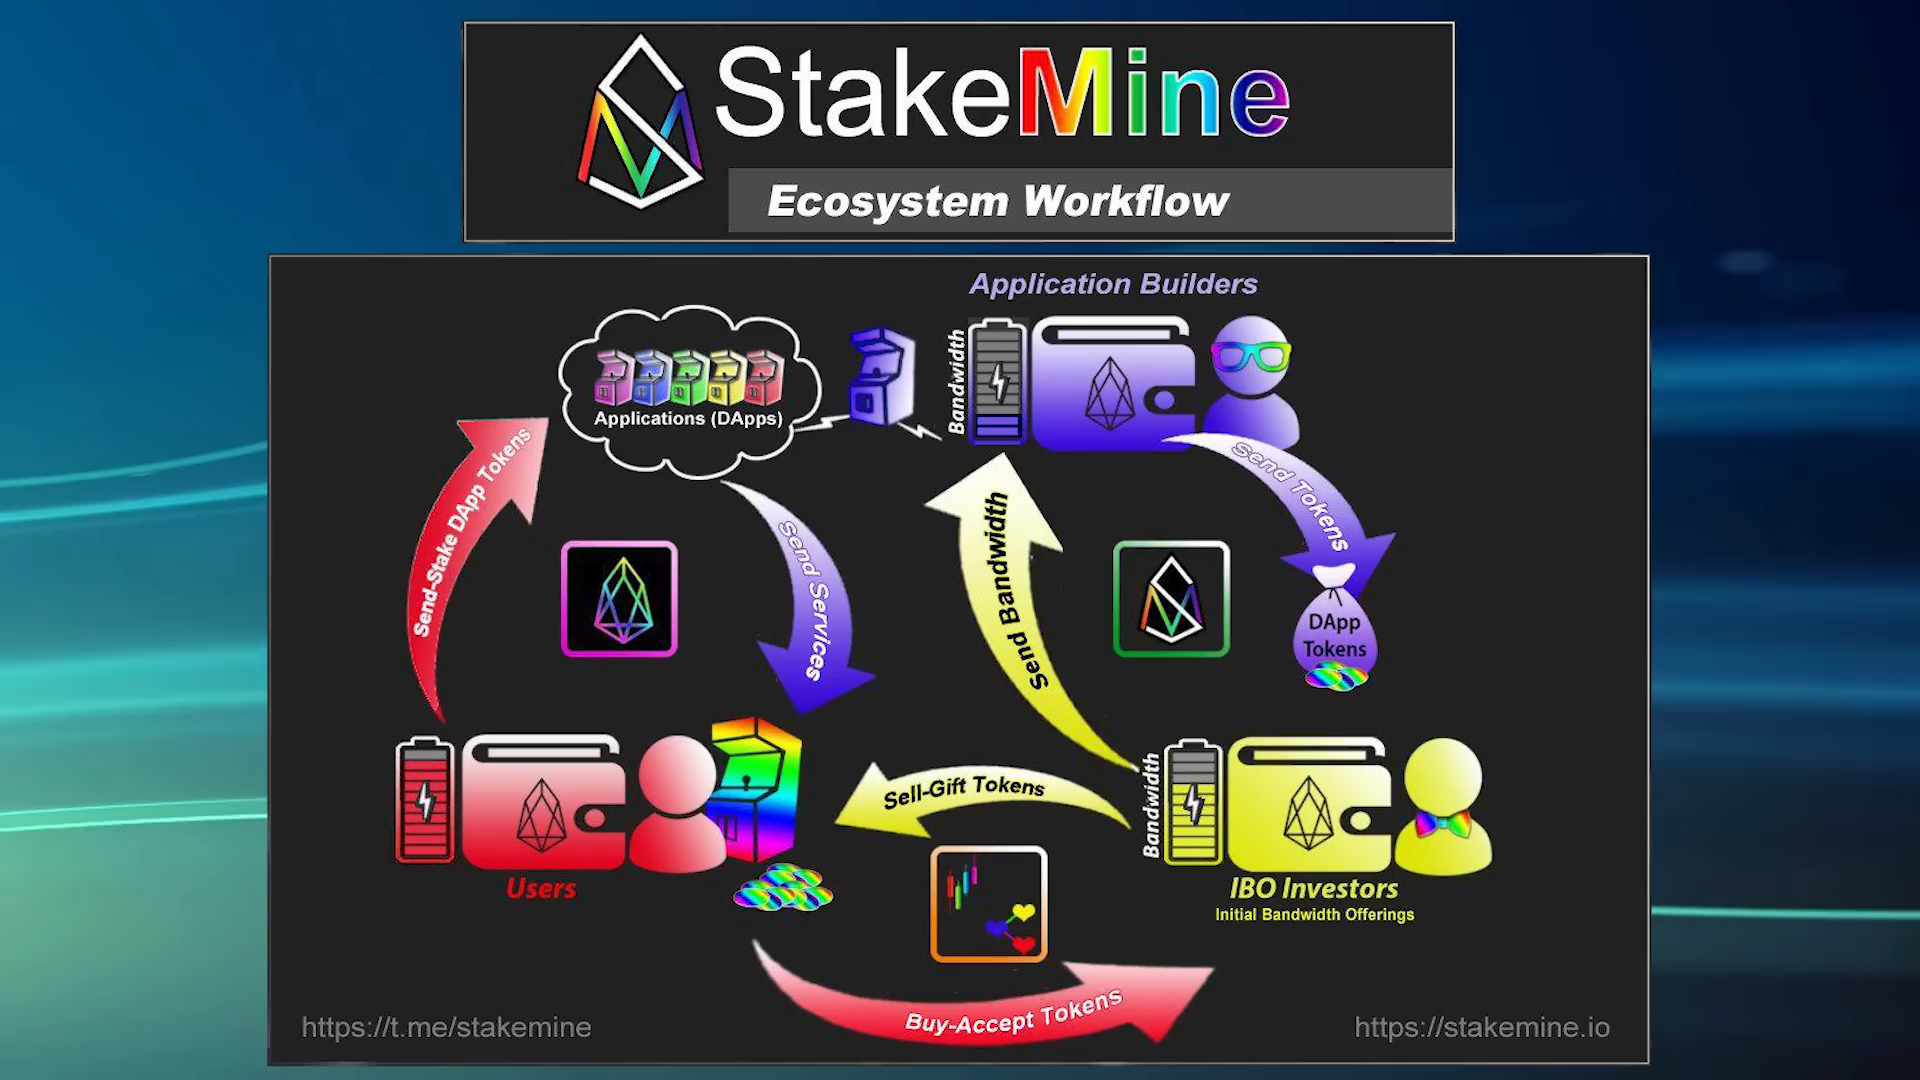 StakeMine
Ecosystem Workflow
Application Builders
Applications (DApps)
Bandwidth
Send-Stake DApp Tokens
Send Services
Send Bandwidth
Send Tokens
DApp
Tokens
Sell-Gift Tokens
Bandwidth
Users
IBO Investors
Initial Bandwidth Offerings
Buy-Accept Tokens
https://t.me/stakemine
https://stakemine.io